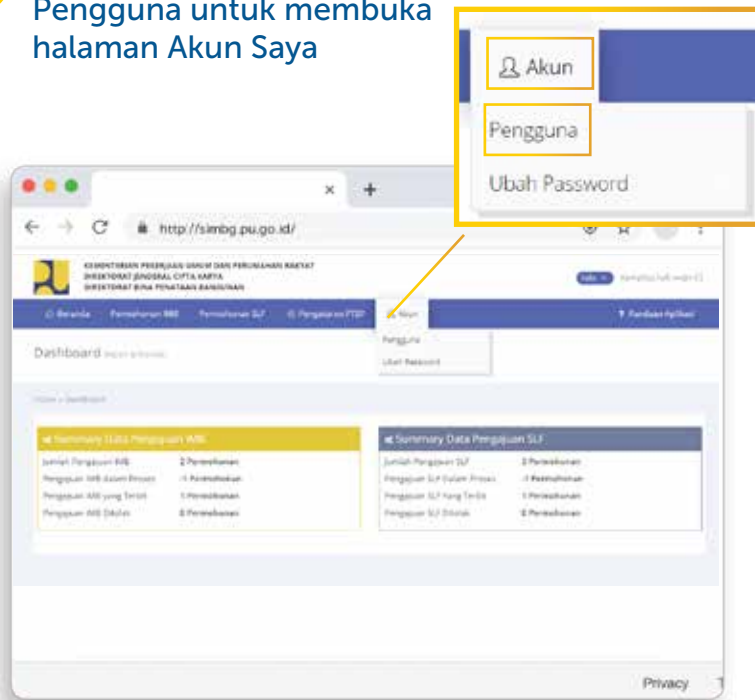 Pengguna untuk membuka
halaman Akun Saya
Akun
Pengguna
Ubah Password
http://simbg.pu.go.id/
KEMENTERIAN PEKERJAAN UMUM DAN PERUMAHAN RAKYAT
DIREKTORAT JENDERAL CIPTA KARYA
DIREKTORAT BINA PENATAAN BANGUNAN
Beranda Permohonan IMB Permohonan SLF Pengajuan PTSP Akun Panduan Aplikasi
Dashboard
Pengguna
Ubah Password
Home » Dashboard
Summary Data Pengajuan IMB
Jumlah Pengajuan IMB 2 Permohonan
Pengajuan IMB dalam Proses -1 Permohonan
Pengajuan IMB yang Terbit 1 Permohonan
Pengajuan IMB Ditolak Permohonan
Summary Data Pengajuan SLF
Jumlah Pengajuan SLF Permohonan
Pengajuan SLF Dalam Proses -1 Permohonan
Pengajuan SLF Yang Terbit 1 Permohonan
Pengajuan SLF Ditolak Permohonan
Privacy